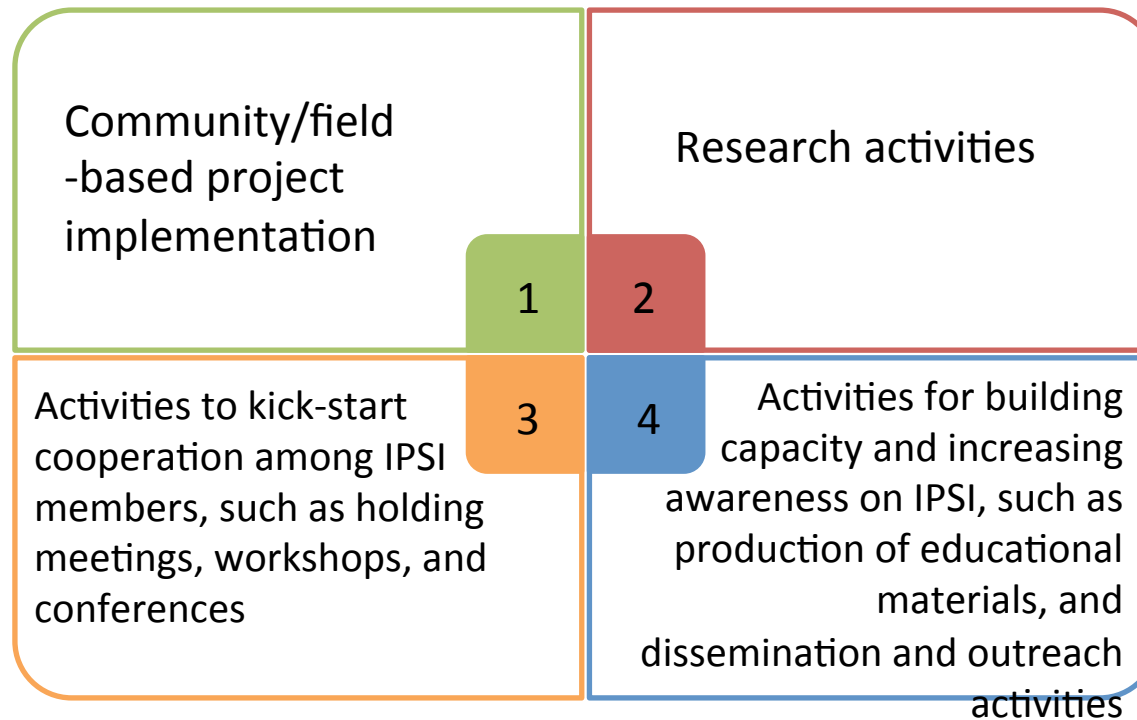 Community/field
-based project
implementation
1
Research activities
2
Activities to kick-start
cooperation among IPSI
members, such as holding
meetings, workshops, and
conferences
3
4
Activities for building
capacity and increasing
awareness on IPSI, such as
production of educational
materials, and
dissemination and outreach
activities